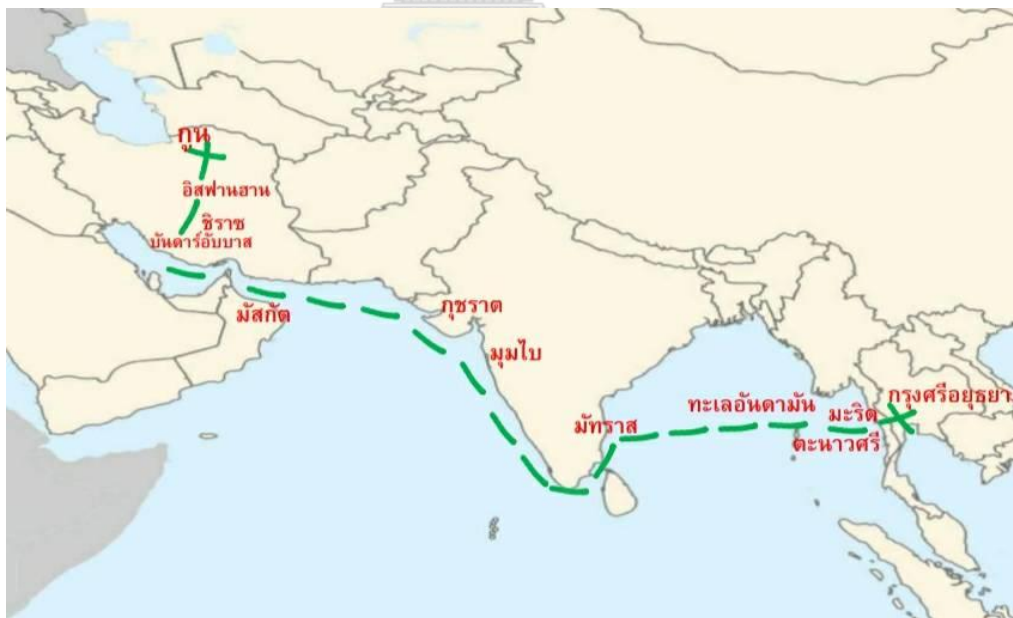 กูน
อิสฟานฮาน
ชิราซ
บันดาร์อับบาส
มัสกัต
กุชราต
มุมไบ
มัทราส
ทะเลอันดามัน
มะริด
ตะนาวศรี
กรุงศรีอยุธยา